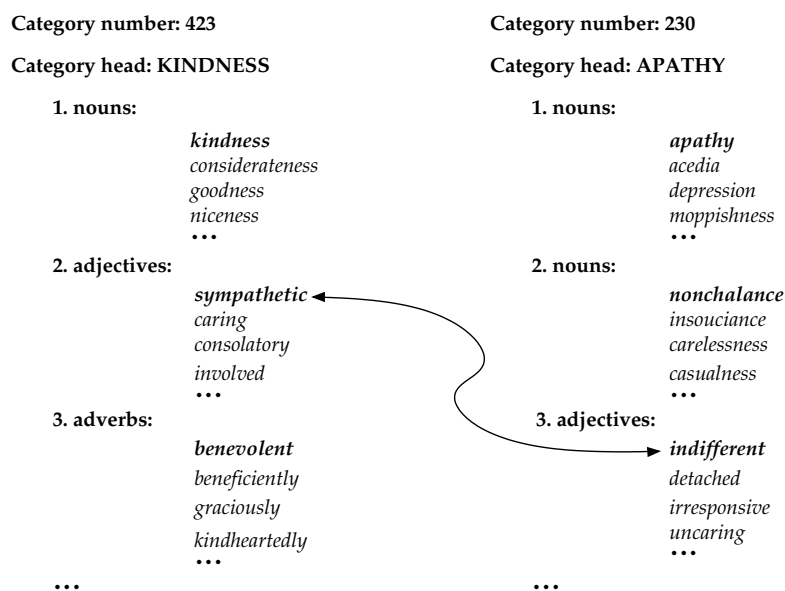 Category number: 423
Category head: KINDNESS
1. nouns:
kindness
considerateness
goodness
niceness
...
2. adjectives:
sympathetic
caring
consolatory
involved
...
3. adverbs:
benevolent
beneficiently
graciously
kindheartedly
...
...
Category number: 230
Category head: APATHY
1. nouns:
apathy
acedia
depression
moppishness
...
2. nouns:
nonchalance
insouciance
carelessness
casualness
...
3. adjectives:
indifferent
detached
irresponsive
uncaring
...
...